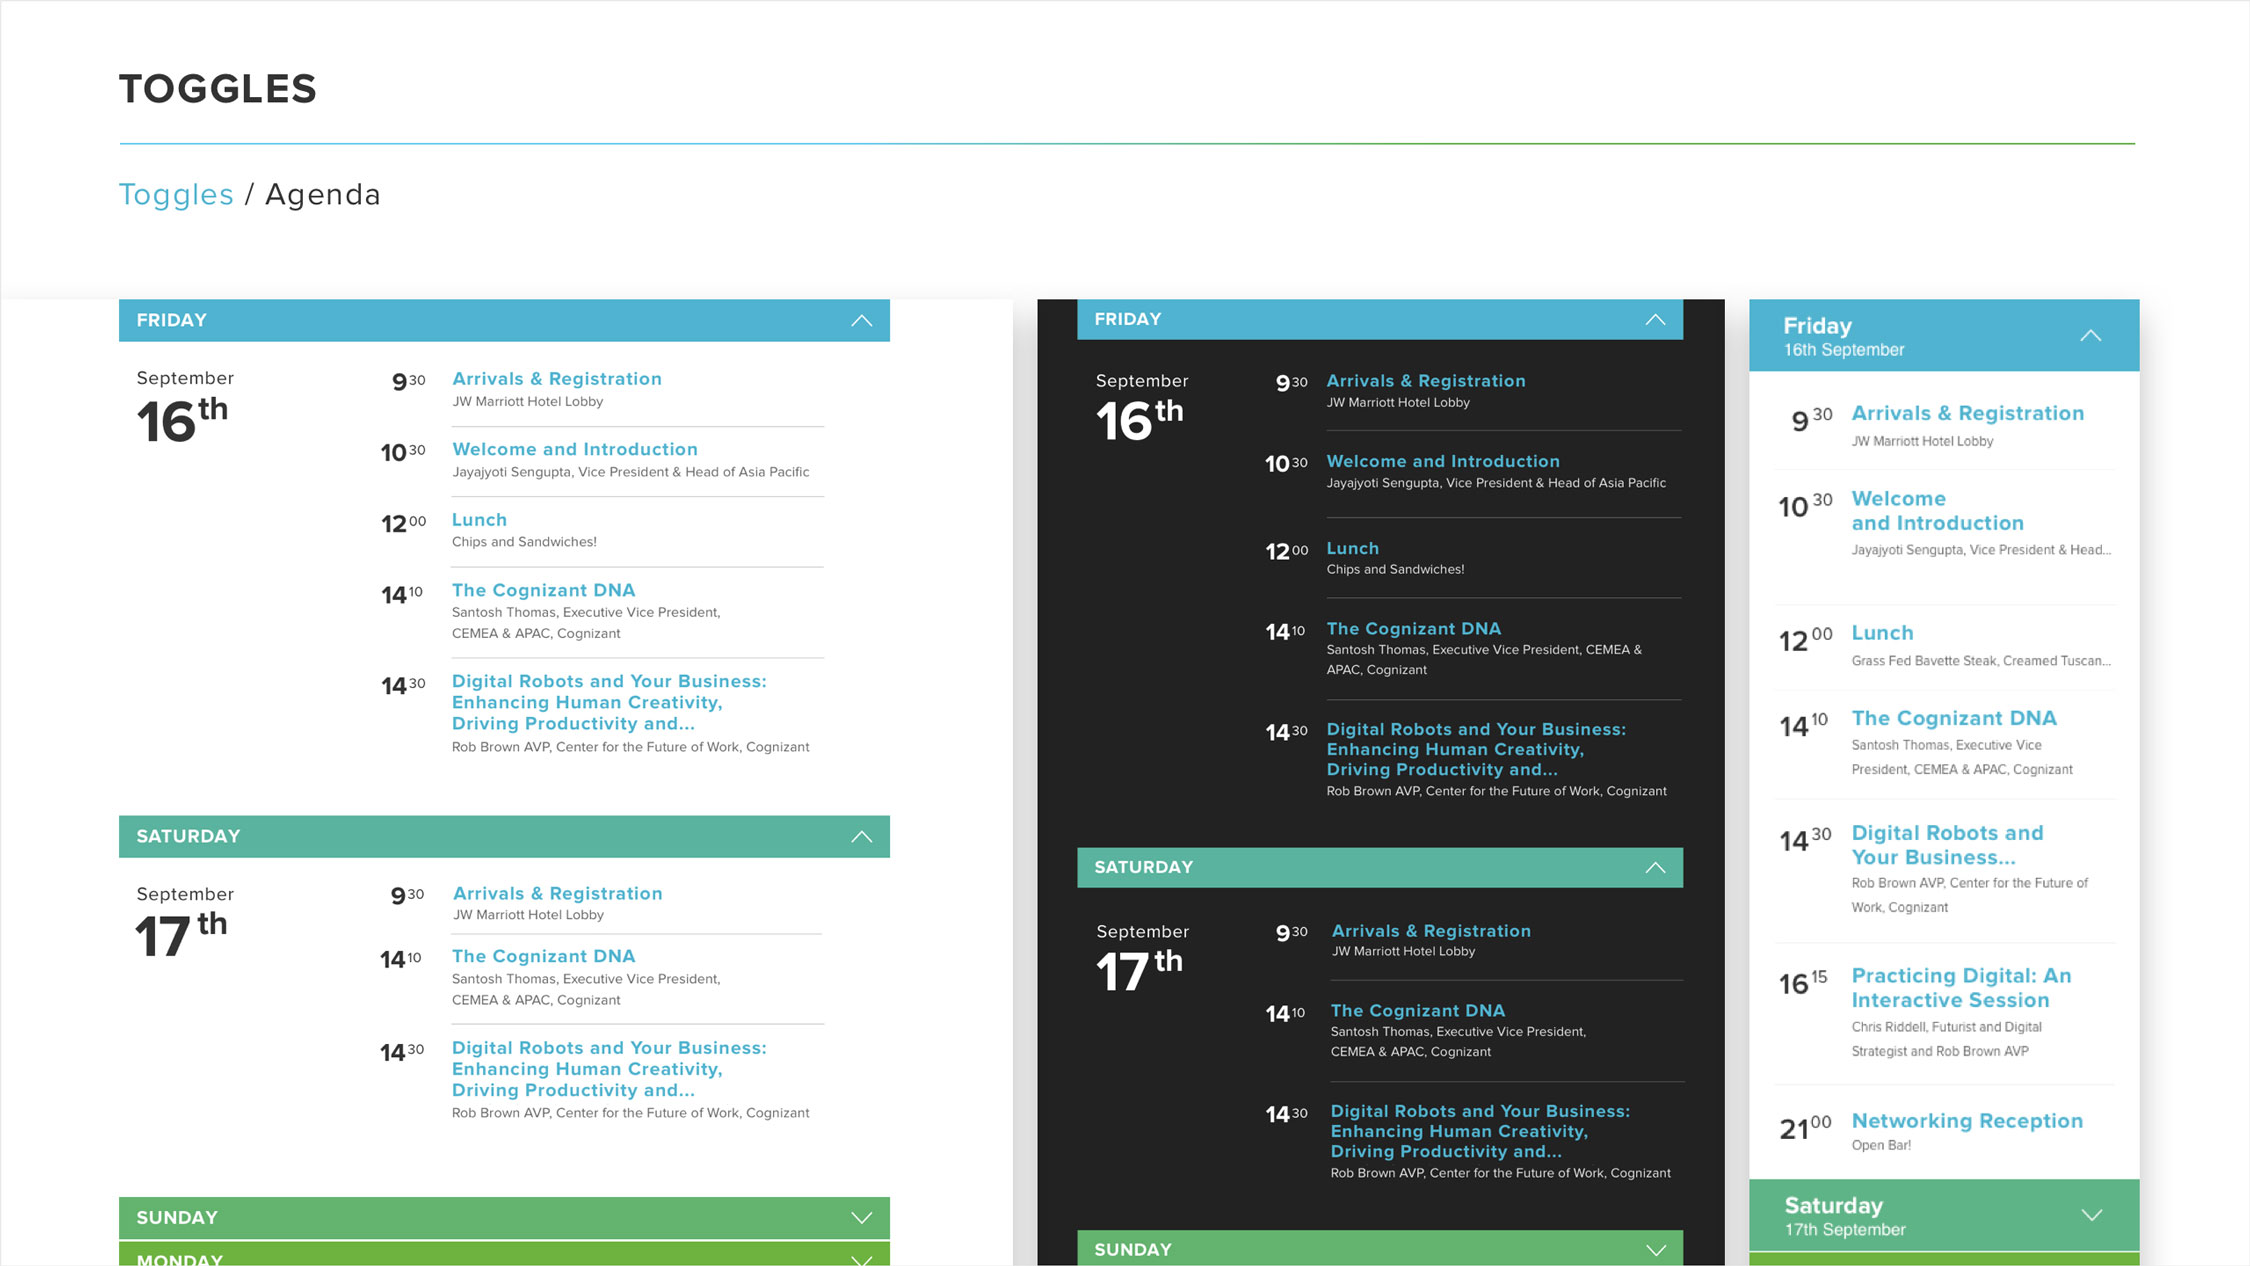 TOGGLES
Toggles / Agenda
FRIDAY
September
16th
9 30 Arrivals & Registration
JW Marriott Hotel Lobby
10 30 Welcome and Introduction
Jayajyoti Sengupta, Vice President & Head of Asia Pacific
12 00 Lunch
Chips and Sandwiches!
14 10 The Cognizant DNA
Santosh Thomas, Executive Vice President,
CEMEA & APAC, Cognizant
14 30 Digital Robots and Your Business:
Enhancing Human Creativity,
Driving Productivity and...
Rob Brown AVP, Center for the Future of Work, Cognizant
SATURDAY
September
17th
9 30 Arrivals & Registration
JW Marriott Hotel Lobby
14 10 The Cognizant DNA
Santosh Thomas, Executive Vice President,
CEMEA & APAC, Cognizant
14 30 Digital Robots and Your Business:
Enhancing Human Creativity,
Driving Productivity and...
Rob Brown AVP, Center for the Future of Work, Cognizant
SUNDAY
MONDAY
FRIDAY
September
16th
9 30 Arrivals & Registration
JW Marriott Hotel Lobby
10 30 Welcome and Introduction
Jayajyoti Sengupta, Vice President & Head of Asia Pacific
12 00 Lunch
Chips and Sandwiches!
14 10 The Cognizant DNA
Santosh Thomas, Executive Vice President, CEMEA &
APAC, Cognizant
14 30 Digital Robots and Your Business:
Enhancing Human Creativity,
Driving Productivity and...
Rob Brown AVP, Center for the Future of Work, Cognizant
SATURDAY
September
17th
9 30 Arrivals & Registration
JW Marriott Hotel Lobby
14 10 The Cognizant DNA
Santosh Thomas, Executive Vice President,
CEMEA & APAC, Cognizant
14 30 Digital Robots and Your Business:
Enhancing Human Creativity,
Driving Productivity and...
Rob Brown AVP, Center for the Future of Work, Cognizant
SUNDAY
Friday
16th September
9 30 Arrivals & Registration
JW Marriott Hotel Lobby
10 30 Welcome
and Introduction
Jayajyoti Sengupta, Vice President & Head...
12 00 Lunch
Grass Fed Bavette Steak, Creamed Tuscan...
14 10 The Cognizant DNA
Santosh Thomas, Executive Vice
President, CEMEA & APAC, Cognizant
14 30 Digital Robots and
Your Business...
Rob Brown AVP, Center for the Future of
Work, Cognizant
16 15 Practicing Digital: An
Interactive Session
Chris Riddell, Futurist and Digital
Strategist and Rob Brown AVP
21 00 Networking Reception
Open Bar!
Saturday
17th September